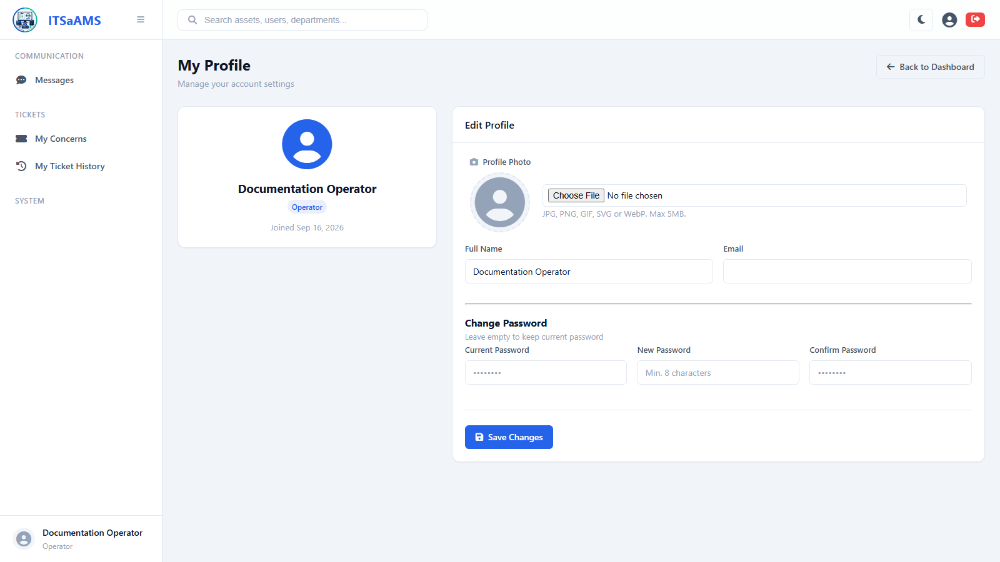 ITSaAMS
Search assets, users, departments...
COMMUNICATION
Messages
TICKETS
My Concerns
My Ticket History
SYSTEM
Documentation Operator
Operator
My Profile
Manage your account settings
Back to Dashboard
Documentation Operator
Operator
Joined Sep 16, 2026
Edit Profile
Profile Photo
Choose File No file chosen
JPG, PNG, GIF, SVG or WebP. Max 5MB.
Full Name
Documentation Operator
Email
Change Password
Leave empty to keep current password
Current Password
••••••••
New Password
Min. 8 characters
Confirm Password
••••••••
Save Changes